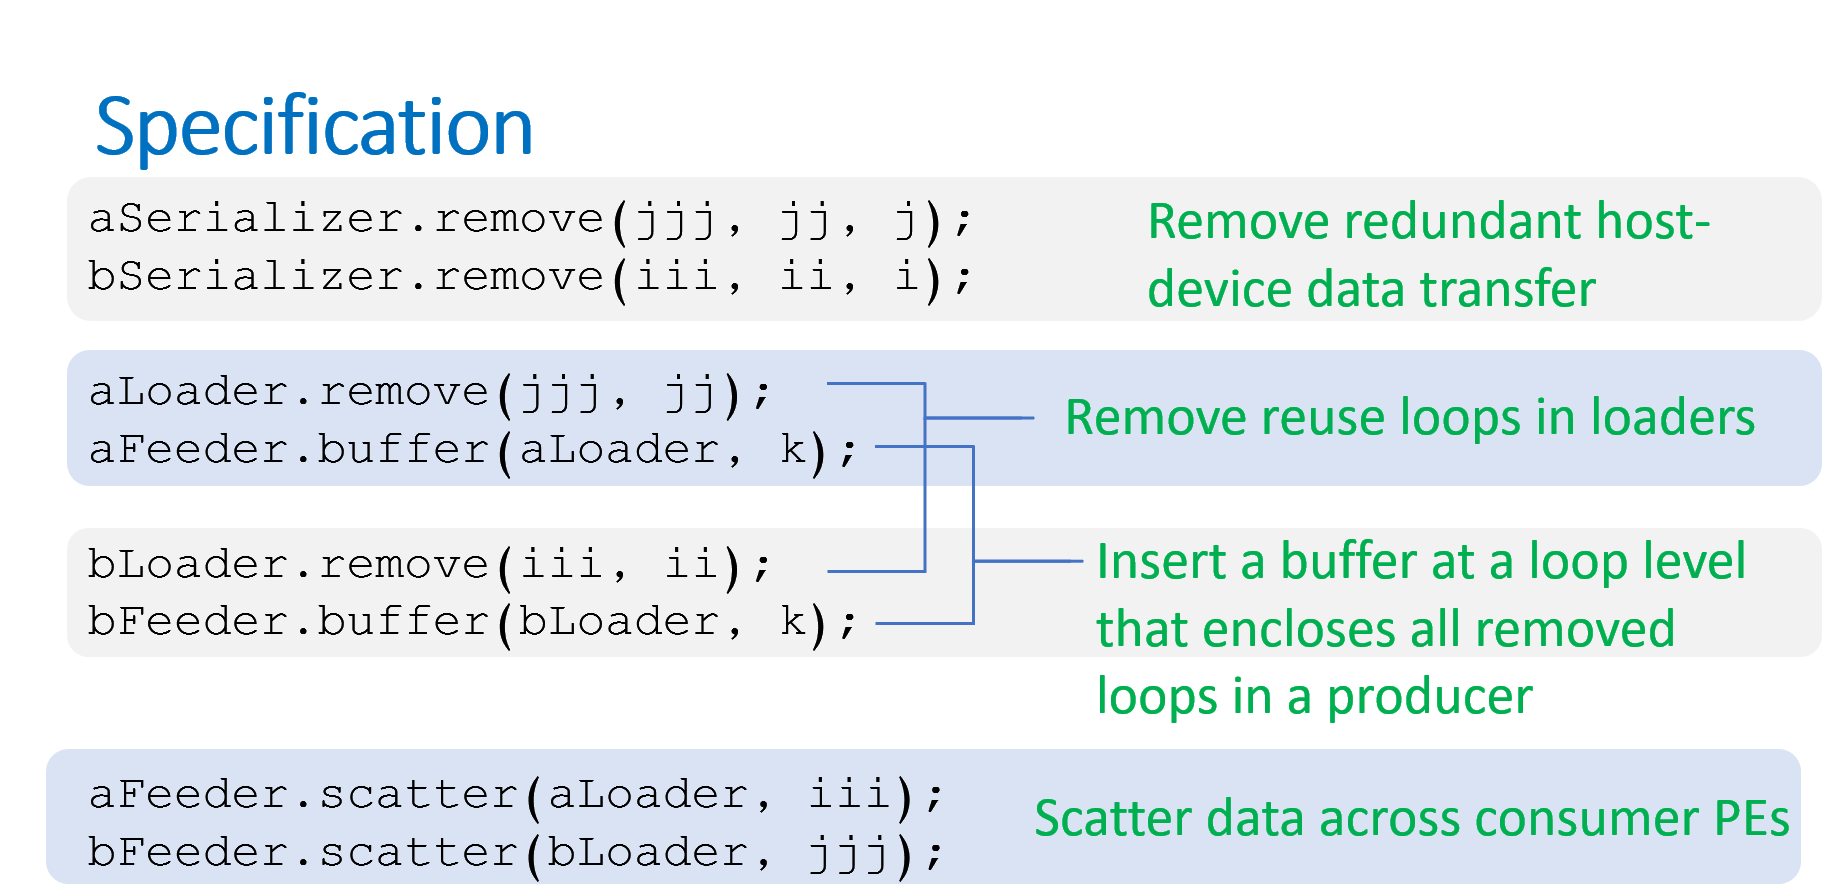 Specification
aSerializer.remove(jjj, jj, j);
bSerializer.remove(iii, ii, i);
Remove redundant host-
device data transfer
aLoader.remove(jjj, jj);
aFeeder.buffer(aLoader, k);
Remove reuse loops in loaders
bLoader.remove(iii, ii);
bFeeder.buffer(bLoader, k);
Insert a buffer at a loop level
that encloses all removed
loops in a producer
aFeeder.scatter(aLoader, iii);
bFeeder.scatter(bLoader, jjj);
Scatter data across consumer PEs